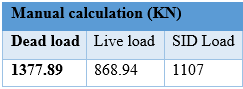 Manual calculation (KN)
Dead load Live load SID Load
1377.89 868.94 1107